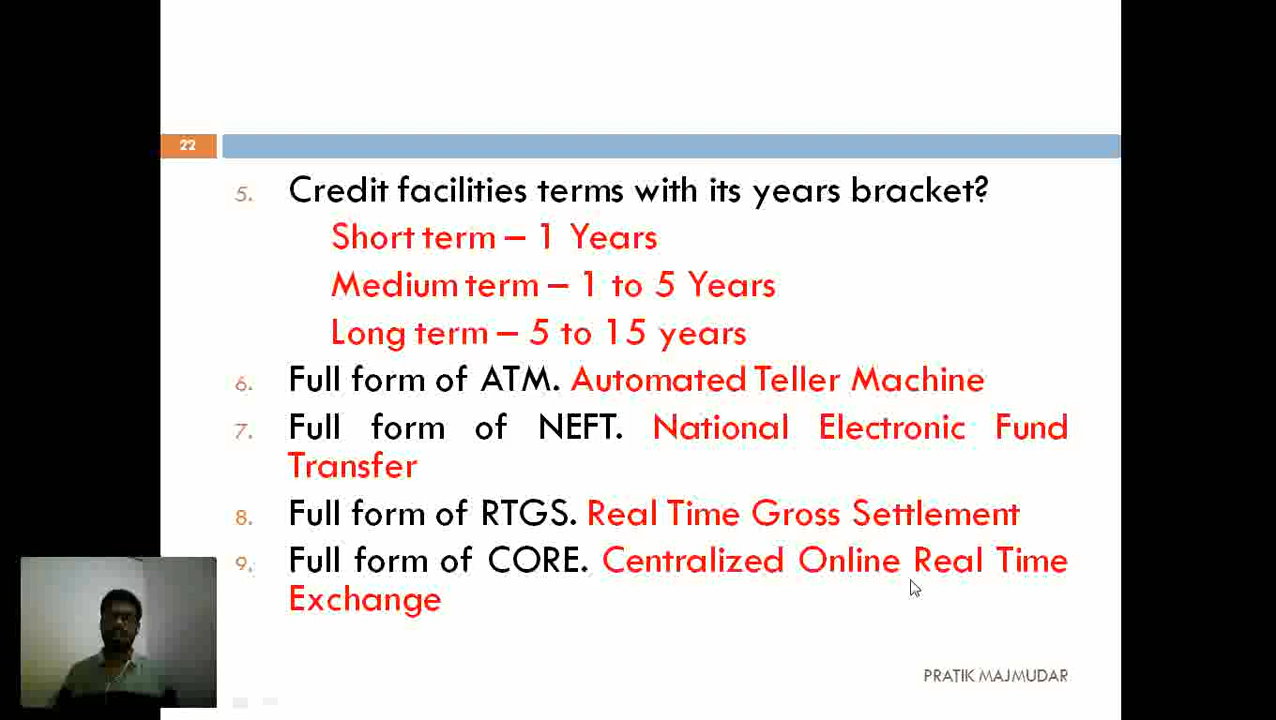 22
5. Credit facilities terms with its years bracket?
Short term – 1 Years
Medium term – 1 to 5 Years
Long term – 5 to 15 years
6. Full form of ATM. Automated Teller Machine
7. Full form of NEFT. National Electronic Fund
Transfer
8. Full form of RTGS. Real Time Gross Settlement
9. Full form of CORE. Centralized Online Real Time
Exchange
PRATIK MAJMUDAR